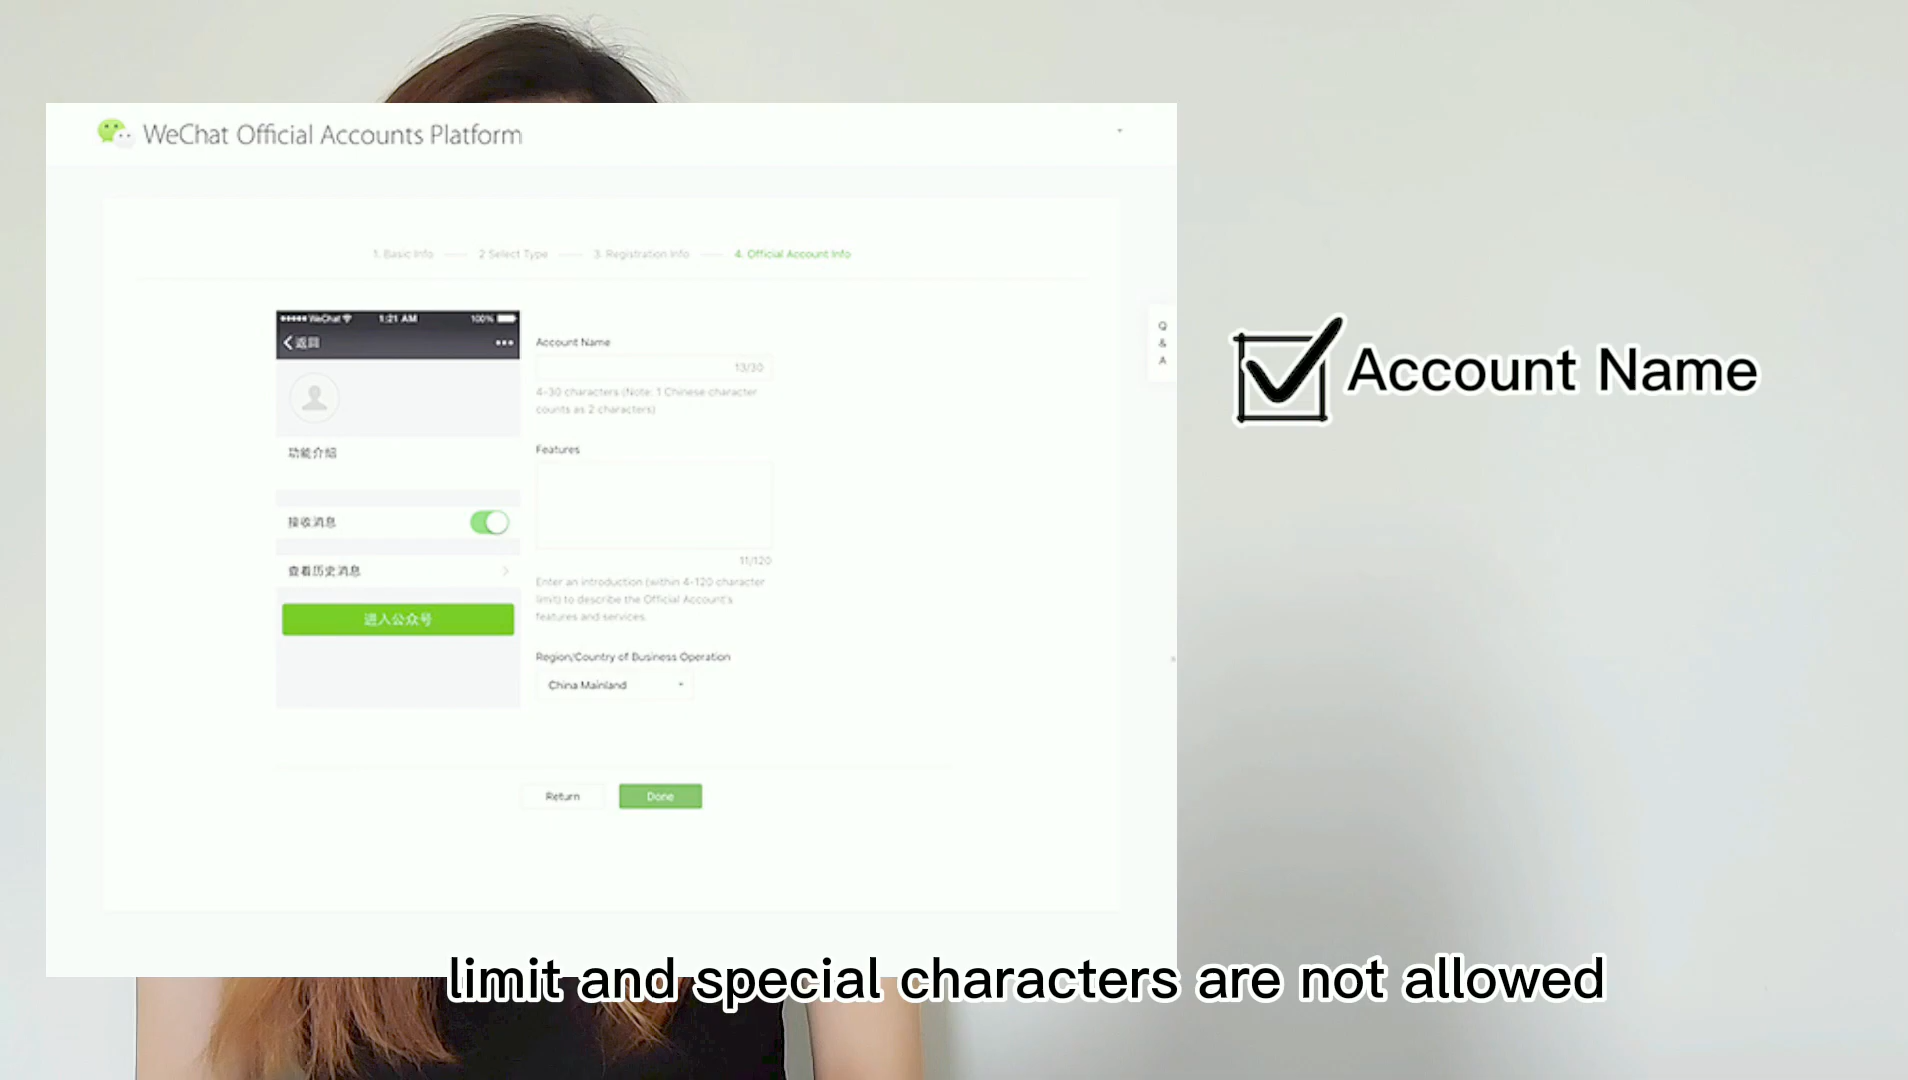 WeChat Official Accounts Platform
1. Basic Info
2 Select Type
3. Registration Info
4. Official Account Info
WeChat
1:21 AM
100%
返回
功能介绍
接收消息
查看历史消息
进入公众号
Account Name
13/30
4-30 characters (Note: 1 Chinese character
counts as 2 characters)
Features
11/120
Enter an introduction (within 4-120 character
limit) to describe the Official Account's
features and services.
Region/Country of Business Operation
China Mainland
Return
Done
Q
&
A
Account Name
limit and special characters are not allowed